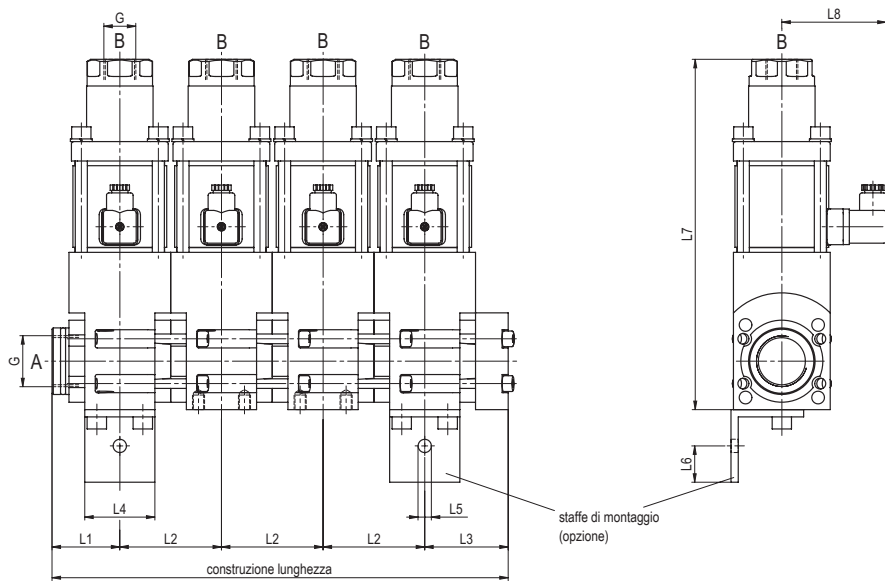 G
L8
B
B
B
B
B
L7
G
A
L6
L4
L5
staffe di montaggio
(opzione)
L1
L2
L2
L2
L3
construzione lunghezza